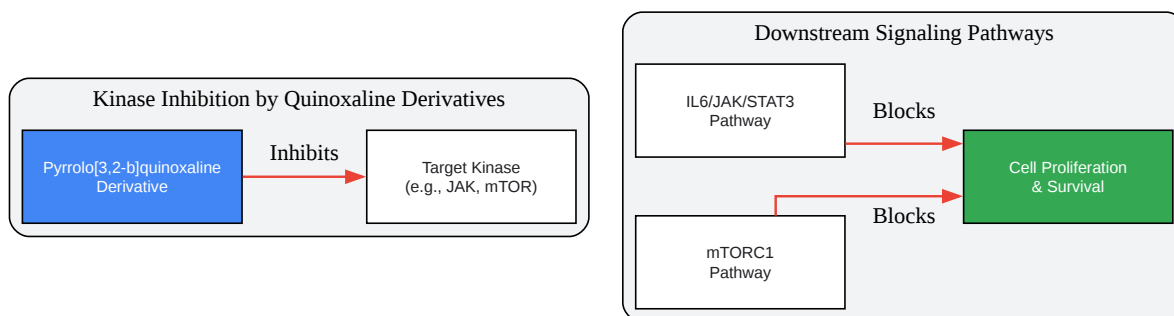 Kinase Inhibition by Quinoxaline Derivatives
Pyrrolo[3,2-b]quinoxaline
Derivative
Inhibits
Target Kinase
(e.g., JAK, mTOR)
Downstream Signaling Pathways
IL6/JAK/STAT3
Pathway
Blocks
Cell Proliferation
& Survival
mTORC1
Pathway
Blocks